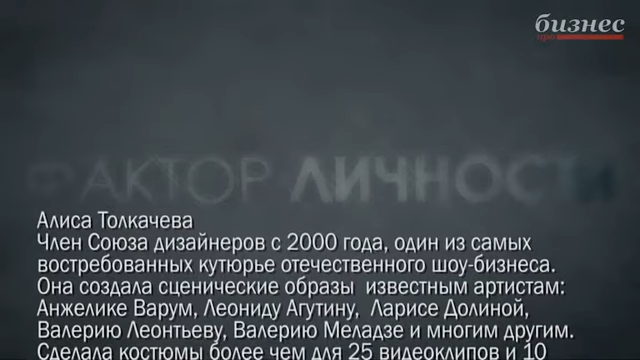 бизнес
про
ФАКТОР ЛИЧНОСТИ
Алиса Толкачева
Член Союза дизайнеров с 2000 года, один из самых
востребованных кутюрье отечественного шоу-бизнеса.
Она создала сценические образы  известным артистам:
Анжелике Варум, Леониду Агутину,  Ларисе Долиной,
Валерию Леонтьеву, Валерию Меладзе и многим другим.
Сделала костюмы более чем для 25 видеоклипов и 10